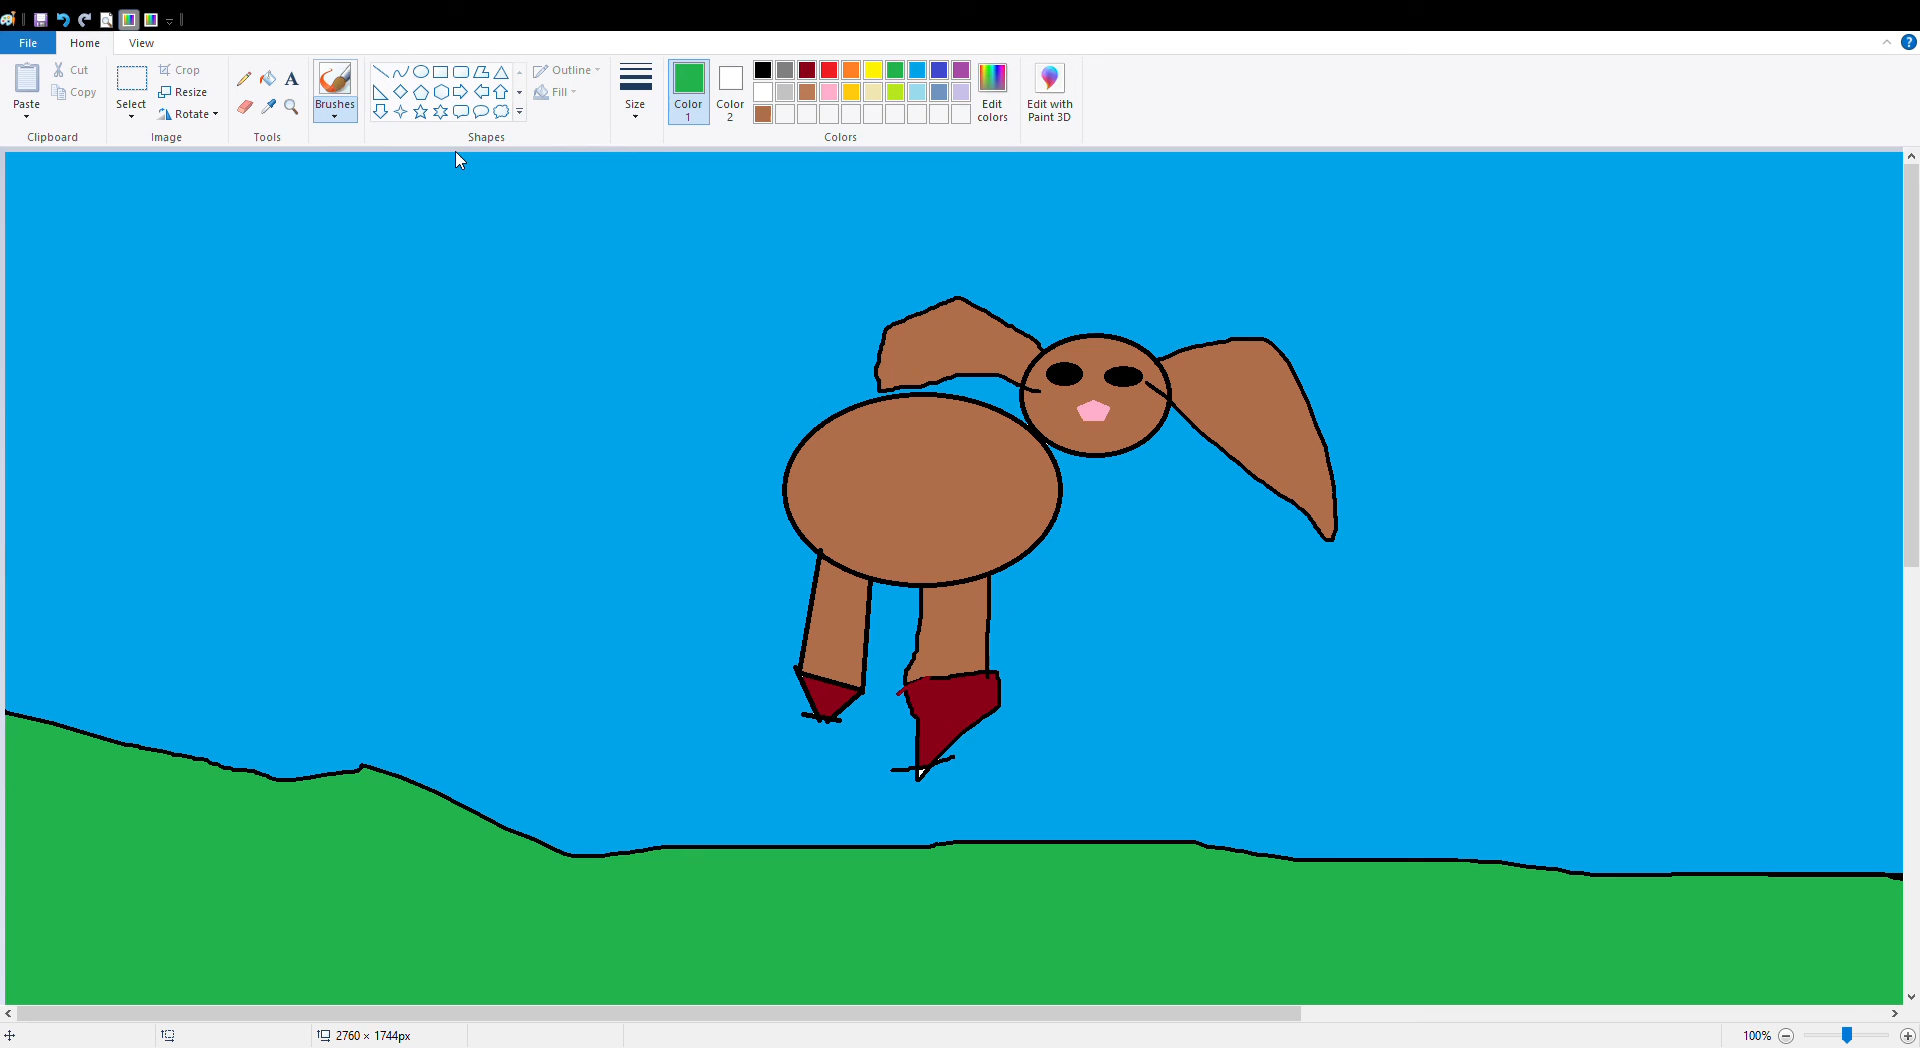 File Home View
Paste
Cut
Copy
Clipboard
Select
Crop
Resize
Rotate
Image
A
Tools
Brushes
Outline
Fill
Shapes
Size
Color 1
Color 2
Edit colors
Colors
Edit with Paint 3D
?
2760 × 1744px
100%